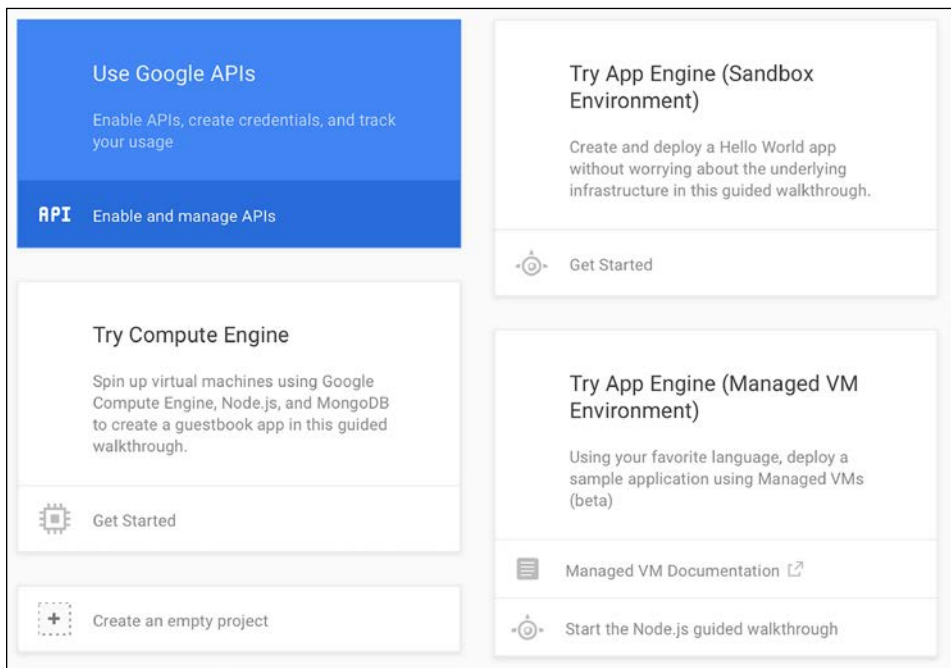 Use Google APIs
Enable APIs, create credentials, and track
your usage
API Enable and manage APIs
Try Compute Engine
Spin up virtual machines using Google
Compute Engine, Node.js, and MongoDB
to create a guestbook app in this guided
walkthrough.
Get Started
Create an empty project
Try App Engine (Sandbox
Environment)
Create and deploy a Hello World app
without worrying about the underlying
infrastructure in this guided walkthrough.
Get Started
Try App Engine (Managed VM
Environment)
Using your favorite language, deploy a
sample application using Managed VMs
(beta)
Managed VM Documentation
Start the Node.js guided walkthrough